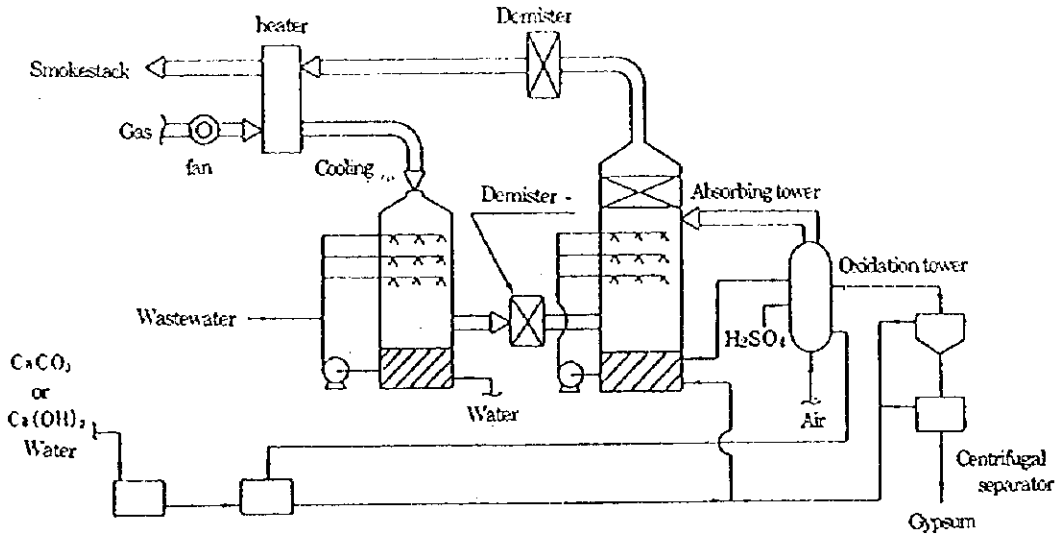 Demister
heater
Smokestack
Gas
fan
Cooling
Demister
Absorbing tower
Oxidation tower
Wastewater
H₂SO₄
CaCO₃
or
Ca(OH)₂
Water
Water
Air
Centrifugal
separator
Gypsum